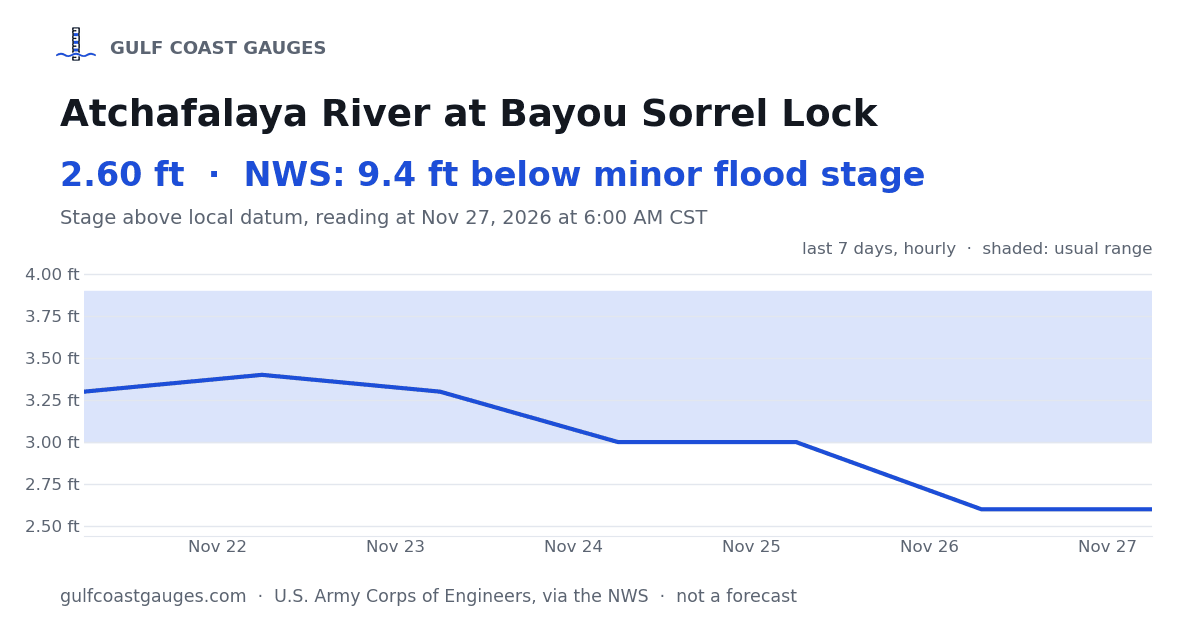 GULF COAST GAUGES
Atchafalaya River at Bayou Sorrel Lock
2.60 ft · NWS: 9.4 ft below minor flood stage
Stage above local datum, reading at Nov 27, 2026 at 6:00 AM CST
last 7 days, hourly · shaded: usual range
4.00 ft
3.75 ft
3.50 ft
3.25 ft
3.00 ft
2.75 ft
2.50 ft
Nov 22 Nov 23 Nov 24 Nov 25 Nov 26 Nov 27
gulfcoastgauges.com · U.S. Army Corps of Engineers, via the NWS · not a forecast